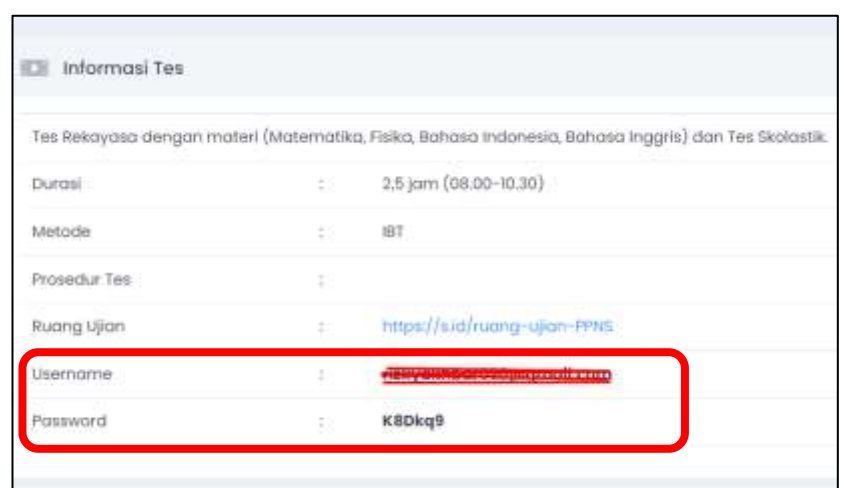 Informasi Tes
Tes Rekayasa dengan materi (Matematika, Fisika, Bahasa Indonesia, Bahasa Inggris) dan Tes Skolastik.
Durasi : 2,5 jam (08.00-10.30)
Metode : IBT
Prosedur Tes :
Ruang Ujian : https://s.id/ruang-ujian-PPNS
Username :
Password : K8Dkq9